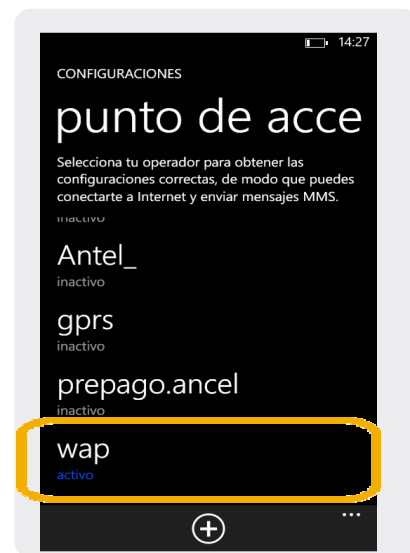 14:27
CONFIGURACIONES
punto de acce
Selecciona tu operador para obtener las
configuraciones correctas, de modo que puedes
conectarte a Internet y enviar mensajes MMS.
inactivo
Antel_
inactivo
gprs
inactivo
prepago.ancel
inactivo
wap
activo
...